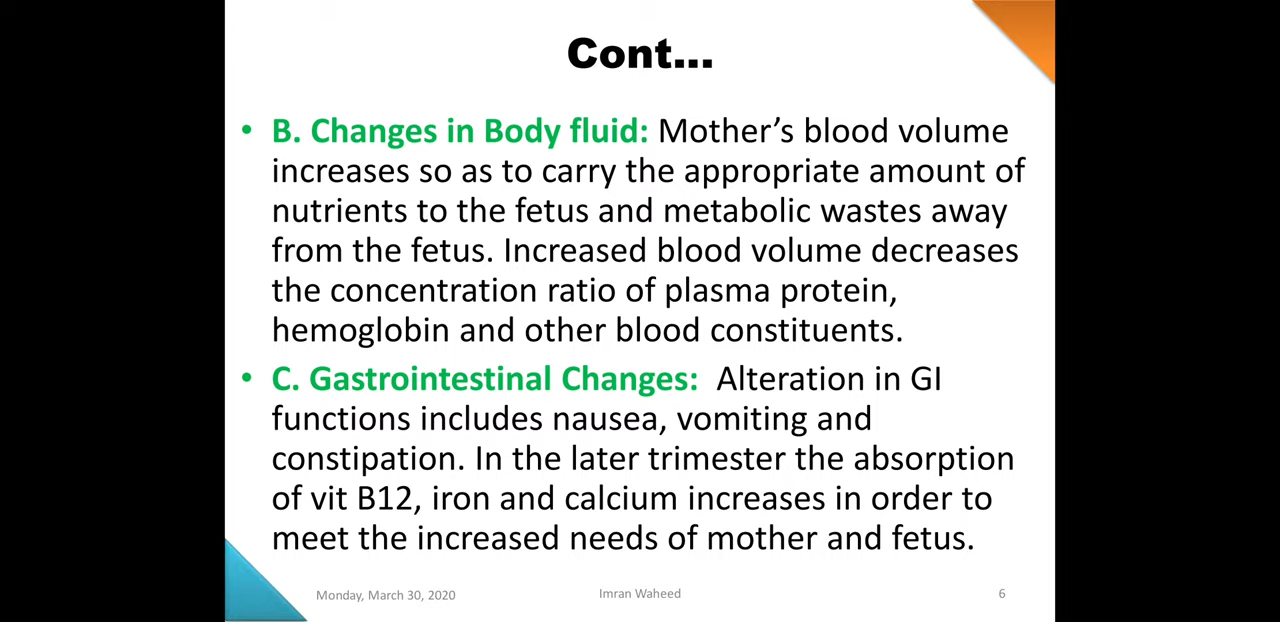 Cont...
• B. Changes in Body fluid: Mother’s blood volume
increases so as to carry the appropriate amount of
nutrients to the fetus and metabolic wastes away
from the fetus. Increased blood volume decreases
the concentration ratio of plasma protein,
hemoglobin and other blood constituents.
• C. Gastrointestinal Changes: Alteration in GI
functions includes nausea, vomiting and
constipation. In the later trimester the absorption
of vit B12, iron and calcium increases in order to
meet the increased needs of mother and fetus.
Monday, March 30, 2020 Imran Waheed 6